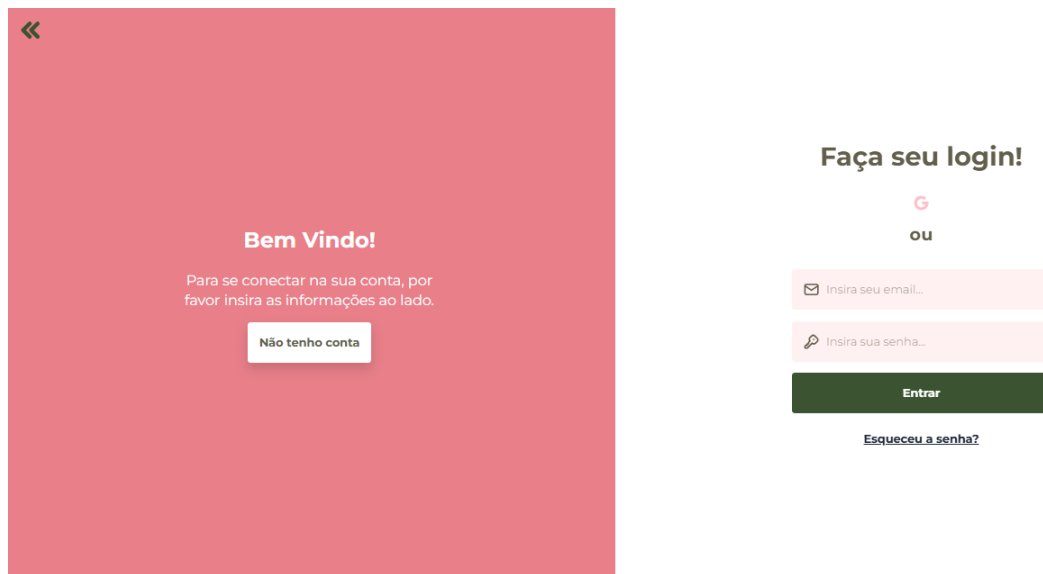 Bem Vindo!
Para se conectar na sua conta, por
favor insira as informações ao lado.
Não tenho conta
Faça seu login!
G
ou
Insira seu email...
Insira sua senha...
Entrar
Esqueceu a senha?